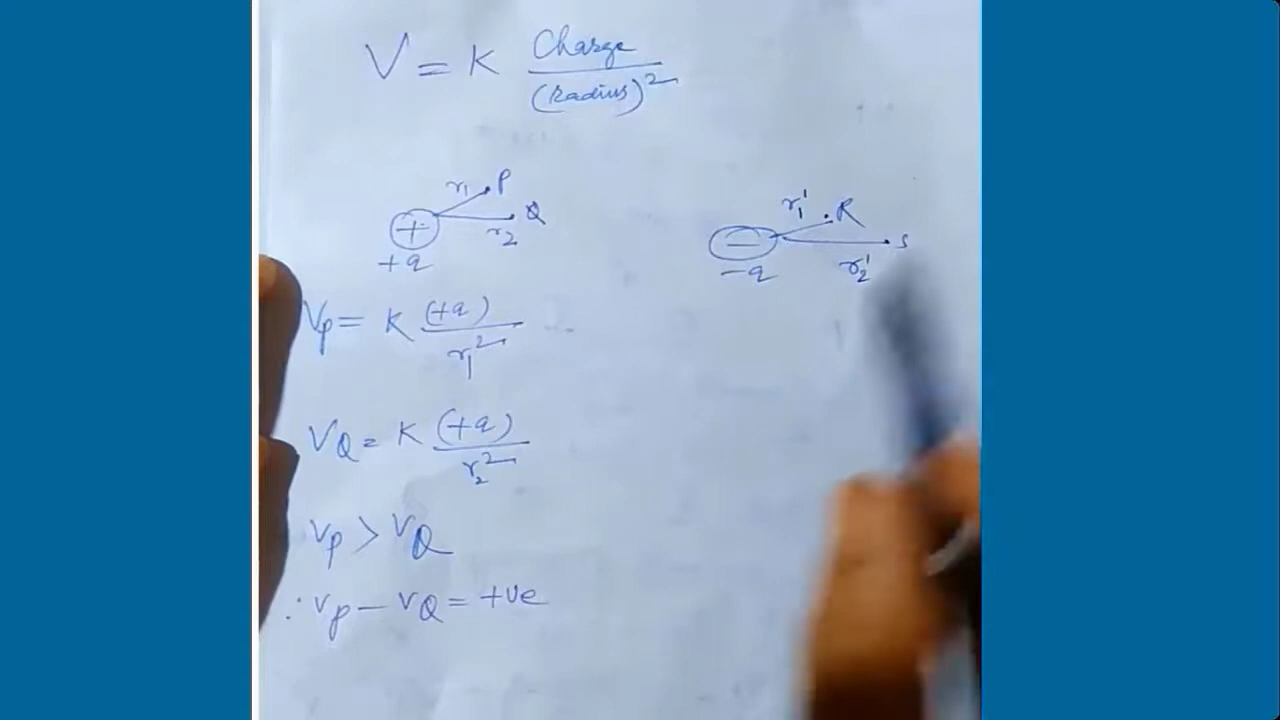 V = K Charge/(radius)²
r₁ P
Q
r₂
+
+q
r₁' R
S
r₂'
−
−q
Vp = K (+q)/r₁²
VQ = K (+q)/r₂²
Vp > VQ
∴ Vp − VQ = +ve